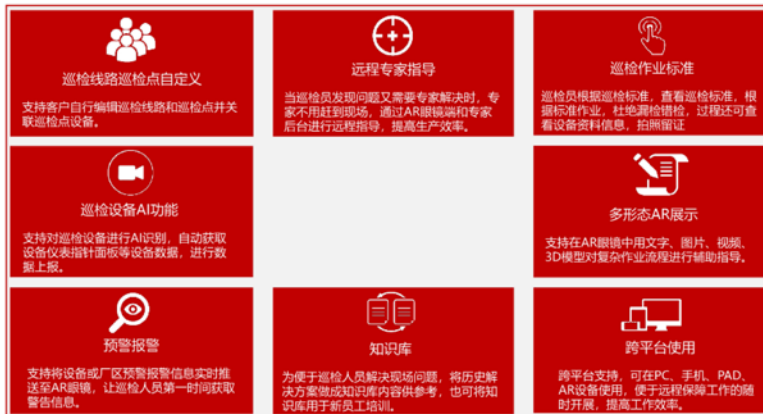 巡检线路巡检点自定义
支持客户自行编辑巡检线路和巡检点并关
联巡检点设备。
远程专家指导
当巡检员发现问题又需要专家解决时，专
家不用赶到现场，通过AR眼镜端和专家
后台进行远程指导，提高生产效率。
巡检作业标准
巡检员根据巡检标准，查看巡检标准，根
据标准作业，杜绝漏检错检，过程还可查
看设备资料信息，拍照留证
巡检设备AI功能
支持对巡检设备进行AI识别，自动获取
设备仪表指针面板等设备数据，进行数
据上报。
多形态AR展示
支持在AR眼镜中用文字、图片、视频、
3D模型对复杂作业流程进行辅助指导。
预警报警
支持将设备或厂区预警报警信息实时推
送至AR眼镜，让巡检人员第一时间获取
警告信息。
知识库
为便于巡检人员解决现场问题，将历史解
决方案做成知识库内容供参考，也可将知
识库用于新员工培训。
跨平台使用
跨平台支持，可在PC、手机、PAD、
AR设备使用，便于远程保障工作的随
时开展，提高工作效率。